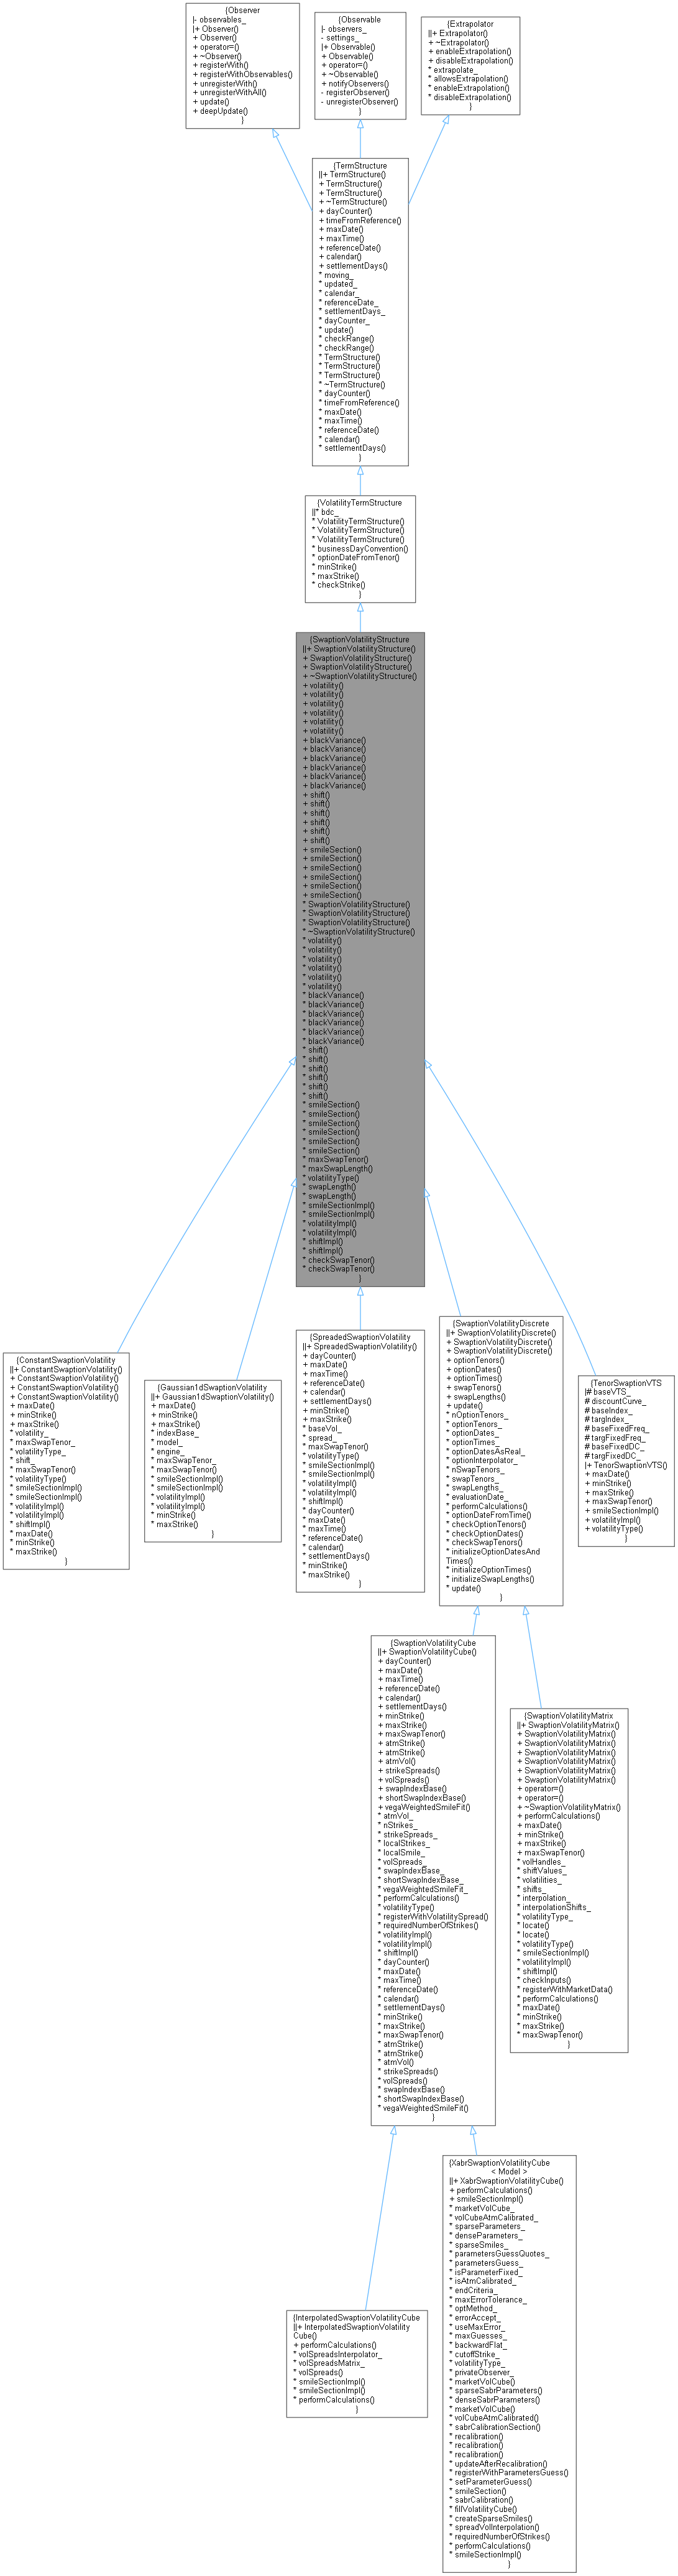 {Observer
|- observables_
|+ Observer()
+ Observer()
+ operator=()
+ ~Observer()
+ registerWith()
+ registerWithObservables()
+ unregisterWith()
+ unregisterWithAll()
+ update()
+ deepUpdate()
}
{Observable
|- observers_
- settings_
|+ Observable()
+ Observable()
+ operator=()
+ ~Observable()
+ notifyObservers()
- registerObserver()
- unregisterObserver()
}
{Extrapolator
||+ Extrapolator()
+ ~Extrapolator()
+ enableExtrapolation()
+ disableExtrapolation()
* extrapolate_
* allowsExtrapolation()
* enableExtrapolation()
* disableExtrapolation()
}
{TermStructure
||+ TermStructure()
+ TermStructure()
+ TermStructure()
+ ~TermStructure()
+ dayCounter()
+ timeFromReference()
+ maxDate()
+ maxTime()
+ referenceDate()
+ calendar()
+ settlementDays()
* moving_
* updated_
* calendar_
* referenceDate_
* settlementDays_
* dayCounter_
* update()
* checkRange()
* checkRange()
* TermStructure()
* TermStructure()
* TermStructure()
* ~TermStructure()
* dayCounter()
* timeFromReference()
* maxDate()
* maxTime()
* referenceDate()
* calendar()
* settlementDays()
}
{VolatilityTermStructure
||* bdc_
* VolatilityTermStructure()
* VolatilityTermStructure()
* VolatilityTermStructure()
* businessDayConvention()
* optionDateFromTenor()
* minStrike()
* maxStrike()
* checkStrike()
}
{SwaptionVolatilityStructure
||+ SwaptionVolatilityStructure()
+ SwaptionVolatilityStructure()
+ SwaptionVolatilityStructure()
+ ~SwaptionVolatilityStructure()
+ volatility()
+ volatility()
+ volatility()
+ volatility()
+ volatility()
+ volatility()
+ blackVariance()
+ blackVariance()
+ blackVariance()
+ blackVariance()
+ blackVariance()
+ blackVariance()
+ shift()
+ shift()
+ shift()
+ shift()
+ shift()
+ shift()
+ smileSection()
+ smileSection()
+ smileSection()
+ smileSection()
+ smileSection()
+ smileSection()
* SwaptionVolatilityStructure()
* SwaptionVolatilityStructure()
* SwaptionVolatilityStructure()
* ~SwaptionVolatilityStructure()
* volatility()
* volatility()
* volatility()
* volatility()
* volatility()
* volatility()
* blackVariance()
* blackVariance()
* blackVariance()
* blackVariance()
* blackVariance()
* blackVariance()
* shift()
* shift()
* shift()
* shift()
* shift()
* shift()
* smileSection()
* smileSection()
* smileSection()
* smileSection()
* smileSection()
* smileSection()
* maxSwapTenor()
* maxSwapLength()
* volatilityType()
* swapLength()
* swapLength()
* smileSectionImpl()
* smileSectionImpl()
* volatilityImpl()
* volatilityImpl()
* shiftImpl()
* shiftImpl()
* checkSwapTenor()
* checkSwapTenor()
}
{ConstantSwaptionVolatility
||+ ConstantSwaptionVolatility()
+ ConstantSwaptionVolatility()
+ ConstantSwaptionVolatility()
+ ConstantSwaptionVolatility()
+ maxDate()
+ minStrike()
+ maxStrike()
* volatility_
* maxSwapTenor_
* volatilityType_
* shift_
* maxSwapTenor()
* volatilityType()
* smileSectionImpl()
* smileSectionImpl()
* volatilityImpl()
* volatilityImpl()
* shiftImpl()
* maxDate()
* minStrike()
* maxStrike()
}
{Gaussian1dSwaptionVolatility
||+ Gaussian1dSwaptionVolatility()
+ maxDate()
+ minStrike()
+ maxStrike()
* indexBase_
* model_
* engine_
* maxSwapTenor_
* maxSwapTenor()
* smileSectionImpl()
* smileSectionImpl()
* volatilityImpl()
* volatilityImpl()
* minStrike()
* maxStrike()
}
{SpreadedSwaptionVolatility
||+ SpreadedSwaptionVolatility()
+ dayCounter()
+ maxDate()
+ maxTime()
+ referenceDate()
+ calendar()
+ settlementDays()
+ minStrike()
+ maxStrike()
* baseVol_
* spread_
* maxSwapTenor()
* volatilityType()
* smileSectionImpl()
* smileSectionImpl()
* volatilityImpl()
* volatilityImpl()
* shiftImpl()
* dayCounter()
* maxDate()
* maxTime()
* referenceDate()
* calendar()
* settlementDays()
* minStrike()
* maxStrike()
}
{SwaptionVolatilityDiscrete
||+ SwaptionVolatilityDiscrete()
+ SwaptionVolatilityDiscrete()
+ SwaptionVolatilityDiscrete()
+ optionTenors()
+ optionDates()
+ optionTimes()
+ swapTenors()
+ swapLengths()
+ update()
* nOptionTenors_
* optionTenors_
* optionDates_
* optionTimes_
* optionDatesAsReal_
* optionInterpolator_
* nSwapTenors_
* swapTenors_
* swapLengths_
* evaluationDate_
* performCalculations()
* optionDateFromTime()
* checkOptionTenors()
* checkOptionDates()
* checkSwapTenors()
* initializeOptionDatesAnd
Times()
* initializeOptionTimes()
* initializeSwapLengths()
* update()
}
{TenorSwaptionVTS
|# baseVTS_
# discountCurve_
# baseIndex_
# targIndex_
# baseFixedFreq_
# targFixedFreq_
# baseFixedDC_
# targFixedDC_
|+ TenorSwaptionVTS()
+ maxDate()
+ minStrike()
+ maxStrike()
+ maxSwapTenor()
+ smileSectionImpl()
+ volatilityImpl()
+ volatilityType()
}
{SwaptionVolatilityCube
||+ SwaptionVolatilityCube()
+ dayCounter()
+ maxDate()
+ maxTime()
+ referenceDate()
+ calendar()
+ settlementDays()
+ minStrike()
+ maxStrike()
+ maxSwapTenor()
+ atmStrike()
+ atmStrike()
+ atmVol()
+ strikeSpreads()
+ volSpreads()
+ swapIndexBase()
+ shortSwapIndexBase()
+ vegaWeightedSmileFit()
* atmVol_
* nStrikes_
* strikeSpreads_
* localStrikes_
* localSmile_
* volSpreads_
* swapIndexBase_
* shortSwapIndexBase_
* vegaWeightedSmileFit_
* performCalculations()
* volatilityType()
* registerWithVolatilitySpread()
* requiredNumberOfStrikes()
* volatilityImpl()
* volatilityImpl()
* shiftImpl()
* dayCounter()
* maxDate()
* maxTime()
* referenceDate()
* calendar()
* settlementDays()
* minStrike()
* maxStrike()
* maxSwapTenor()
* atmStrike()
* atmStrike()
* atmVol()
* strikeSpreads()
* volSpreads()
* swapIndexBase()
* shortSwapIndexBase()
* vegaWeightedSmileFit()
}
{SwaptionVolatilityMatrix
||+ SwaptionVolatilityMatrix()
+ SwaptionVolatilityMatrix()
+ SwaptionVolatilityMatrix()
+ SwaptionVolatilityMatrix()
+ SwaptionVolatilityMatrix()
+ SwaptionVolatilityMatrix()
+ SwaptionVolatilityMatrix()
+ operator=()
+ operator=()
+ ~SwaptionVolatilityMatrix()
+ performCalculations()
+ maxDate()
+ minStrike()
+ maxStrike()
+ maxSwapTenor()
* volHandles_
* shiftValues_
* volatilities_
* shifts_
* interpolation_
* interpolationShifts_
* volatilityType_
* locate()
* locate()
* volatilityType()
* smileSectionImpl()
* volatilityImpl()
* shiftImpl()
* checkInputs()
* registerWithMarketData()
* performCalculations()
* maxDate()
* minStrike()
* maxStrike()
* maxSwapTenor()
}
{InterpolatedSwaptionVolatilityCube
||+ InterpolatedSwaptionVolatility
Cube()
+ performCalculations()
* volSpreadsInterpolator_
* volSpreadsMatrix_
* volSpreads()
* smileSectionImpl()
* smileSectionImpl()
* performCalculations()
}
{XabrSwaptionVolatilityCube
< Model >
||+ XabrSwaptionVolatilityCube()
+ performCalculations()
+ smileSectionImpl()
* marketVolCube_
* volCubeAtmCalibrated_
* sparseParameters_
* denseParameters_
* sparseSmiles_
* parametersGuessQuotes_
* parametersGuess_
* isParameterFixed_
* isAtmCalibrated_
* endCriteria_
* maxErrorTolerance_
* optMethod_
* errorAccept_
* useMaxError_
* maxGuesses_
* backwardFlat_
* cutoffStrike_
* volatilityType_
* privateObserver_
* marketVolCube()
* sparseSabrParameters()
* denseSabrParameters()
* marketVolCube()
* volCubeAtmCalibrated()
* sabrCalibrationSection()
* recalibration()
* recalibration()
* recalibration()
* updateAfterRecalibration()
* registerWithParametersGuess()
* setParameterGuess()
* smileSection()
* sabrCalibration()
* fillVolatilityCube()
* createSparseSmiles()
* spreadVolInterpolation()
* requiredNumberOfStrikes()
* performCalculations()
* smileSectionImpl()
}